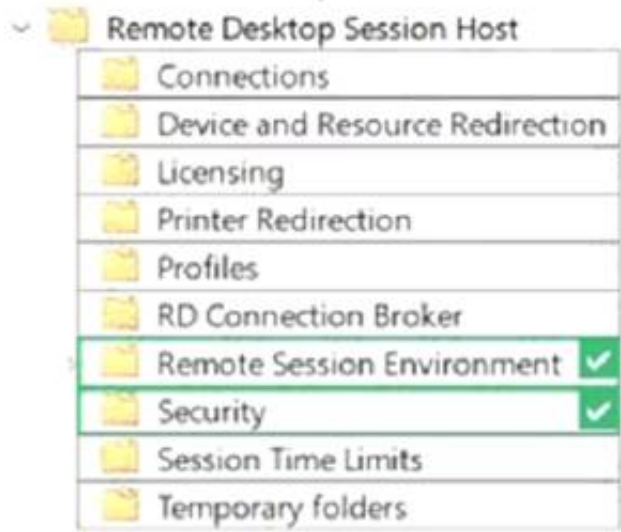 Remote Desktop Session Host
Connections
Device and Resource Redirection
Licensing
Printer Redirection
Profiles
RD Connection Broker
Remote Session Environment
Security
Session Time Limits
Temporary folders